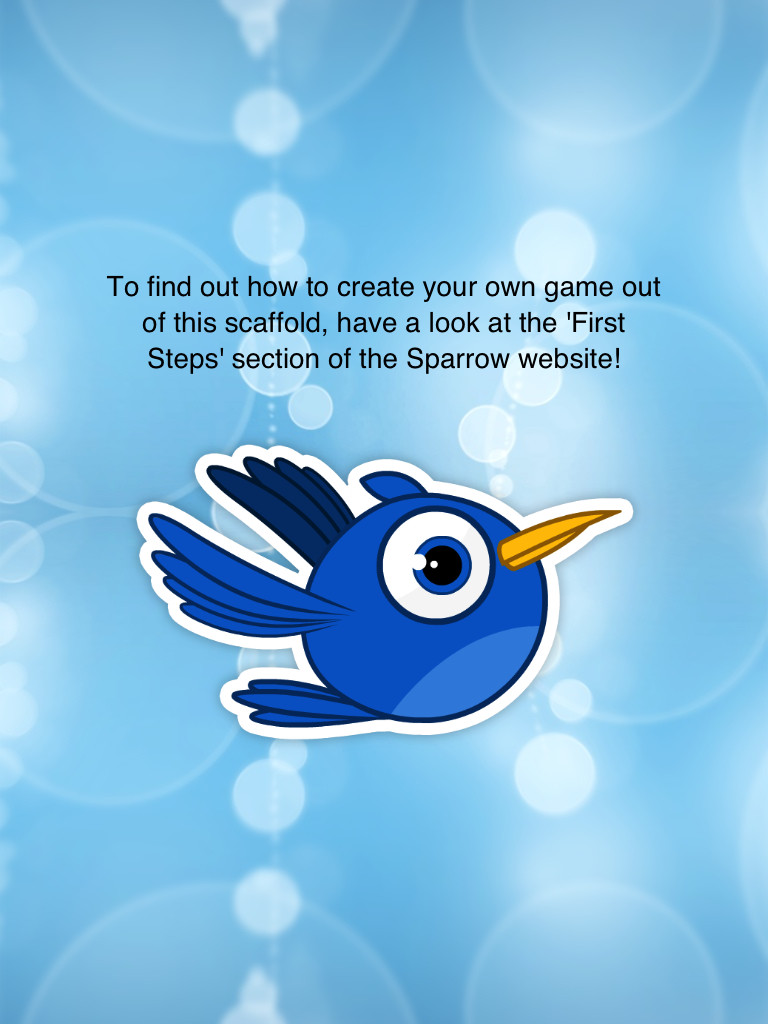 To find out how to create your own game out
of this scaffold, have a look at the 'First
Steps' section of the Sparrow website!